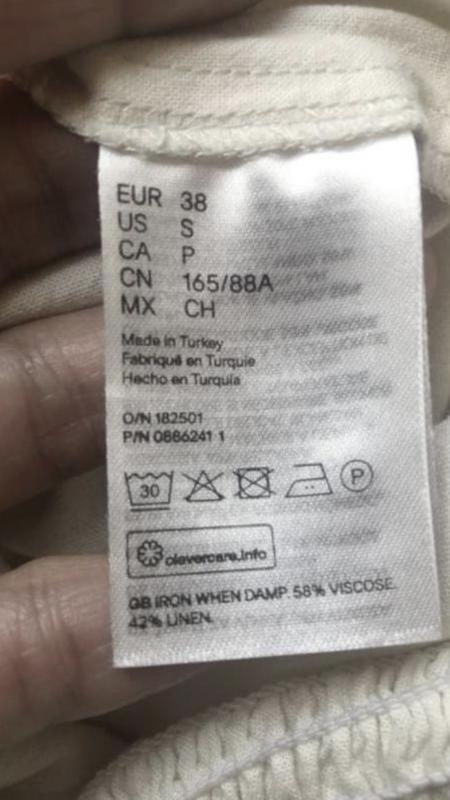 EUR 38
US S
CA P
CN 165/88A
MX CH
Made in Turkey
Fabriqué en Turquie
Hecho en Turquía
O/N 182501
P/N 0886241 1
30 P
clevercare.info
GB IRON WHEN DAMP. 58% VISCOSE.
42% LINEN.